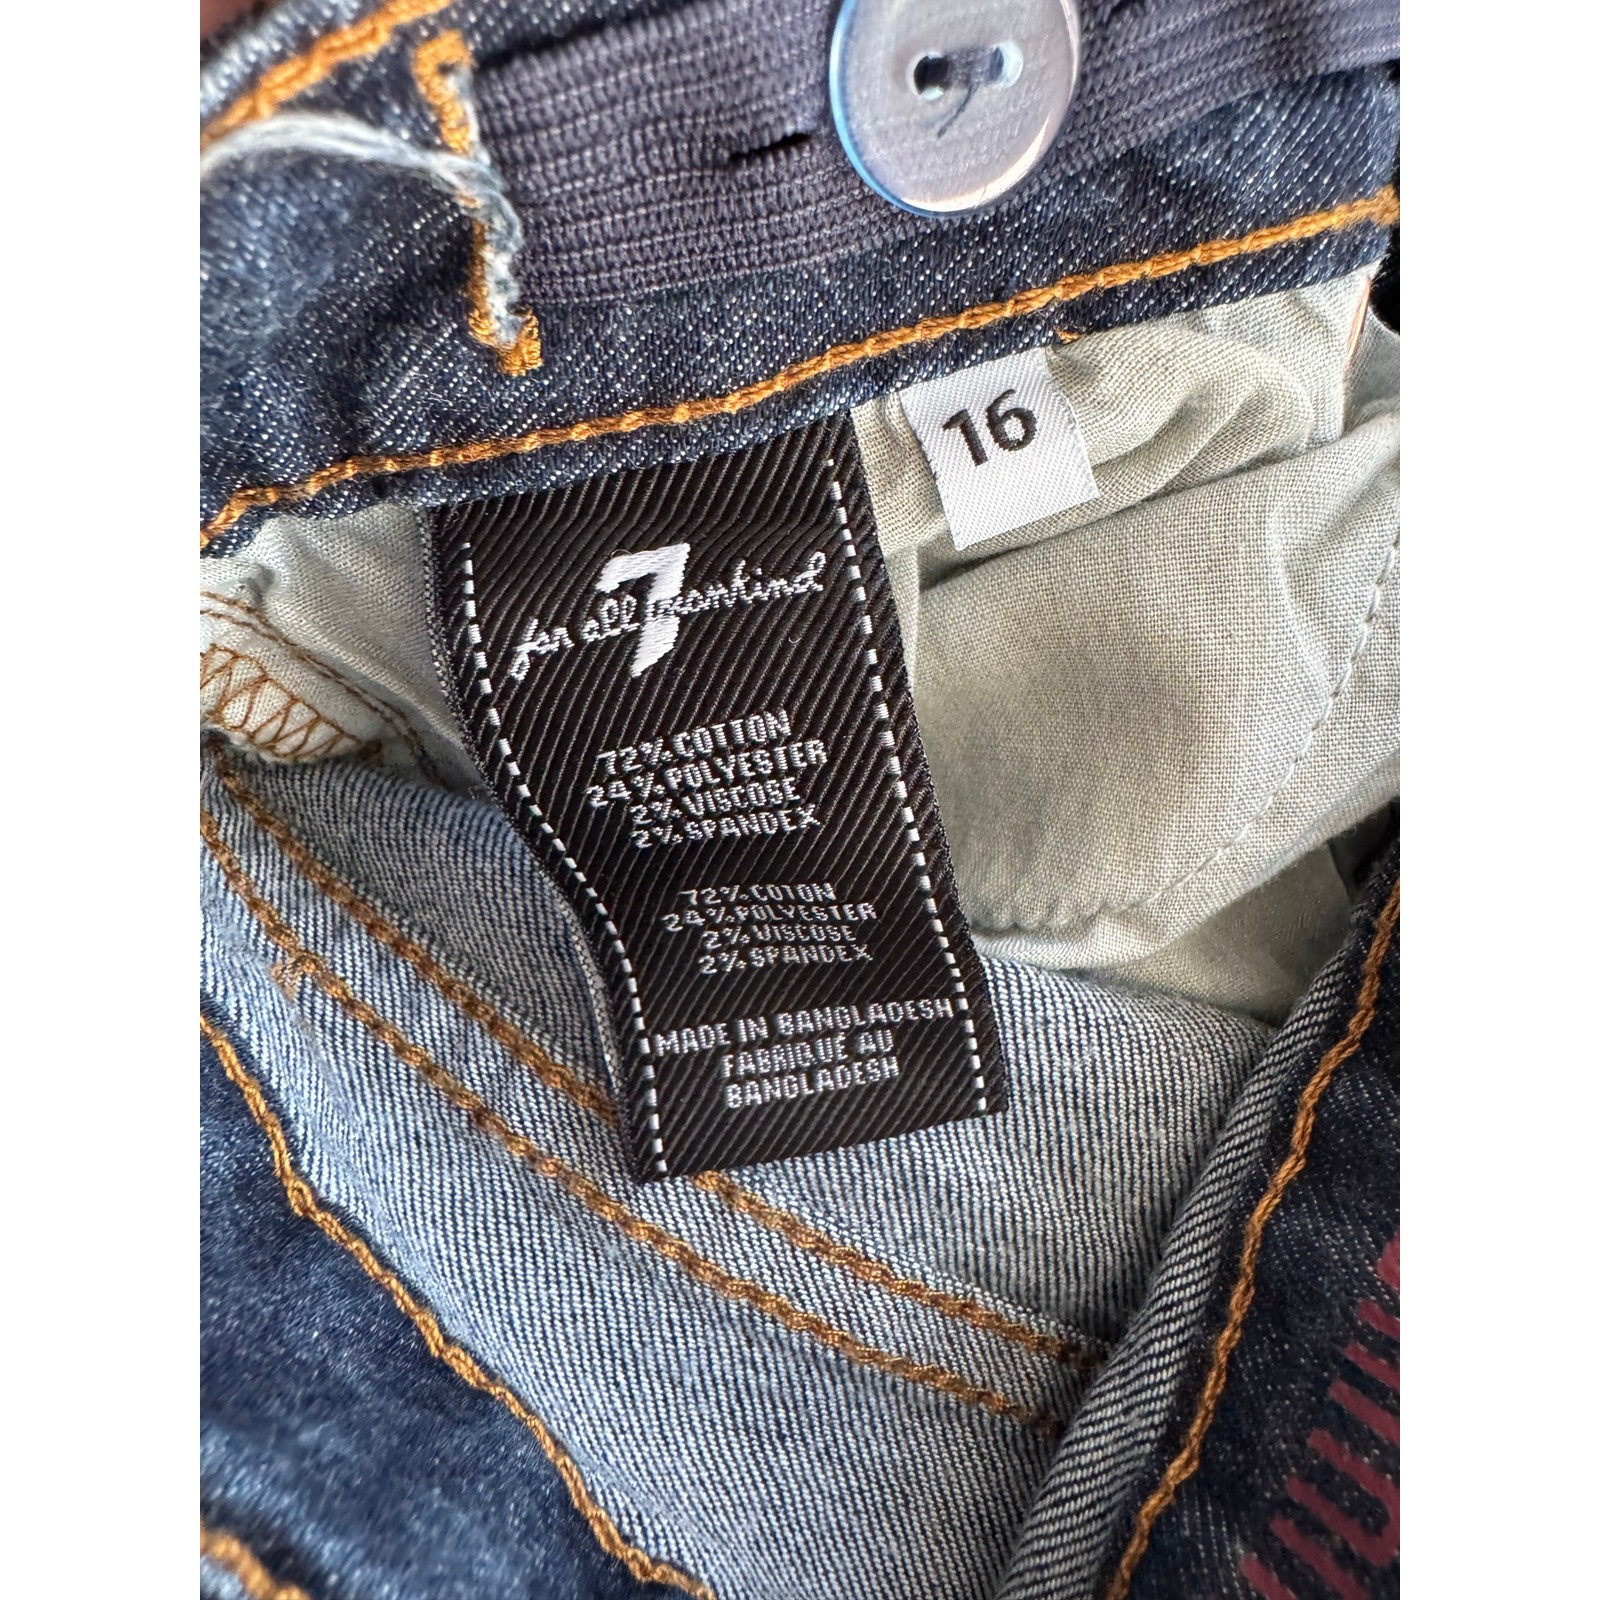 16
7
for all mankind
72% COTTON
24% POLYESTER
2% VISCOSE
2% SPANDEX
72% COTON
24% POLYESTER
2% VISCOSE
2% SPANDEX
MADE IN BANGLADESH
FABRIQUE AU
BANGLADESH